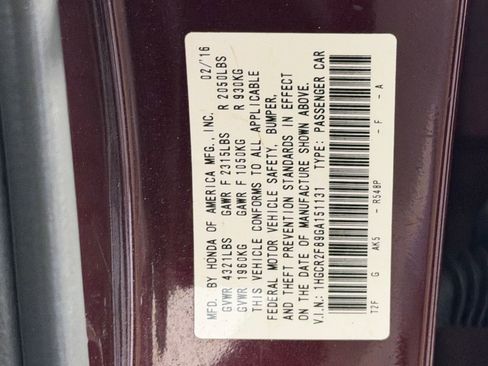 MFD. BY HONDA OF AMERICA MFG., INC. 02/'16
GVWR 4321LBS GAWR F 2315LBS R 2050LBS
GVWR 1960KG GAWR F 1050KG R 930KG
THIS VEHICLE CONFORMS TO ALL APPLICABLE
FEDERAL MOTOR VEHICLE SAFETY, BUMPER,
AND THEFT PREVENTION STANDARDS IN EFFECT
ON THE DATE OF MANUFACTURE SHOWN ABOVE.
V.I.N.: 1HGCR2F89GA151131 TYPE: PASSENGER CAR
T2F G AK5 - R548P - F - A